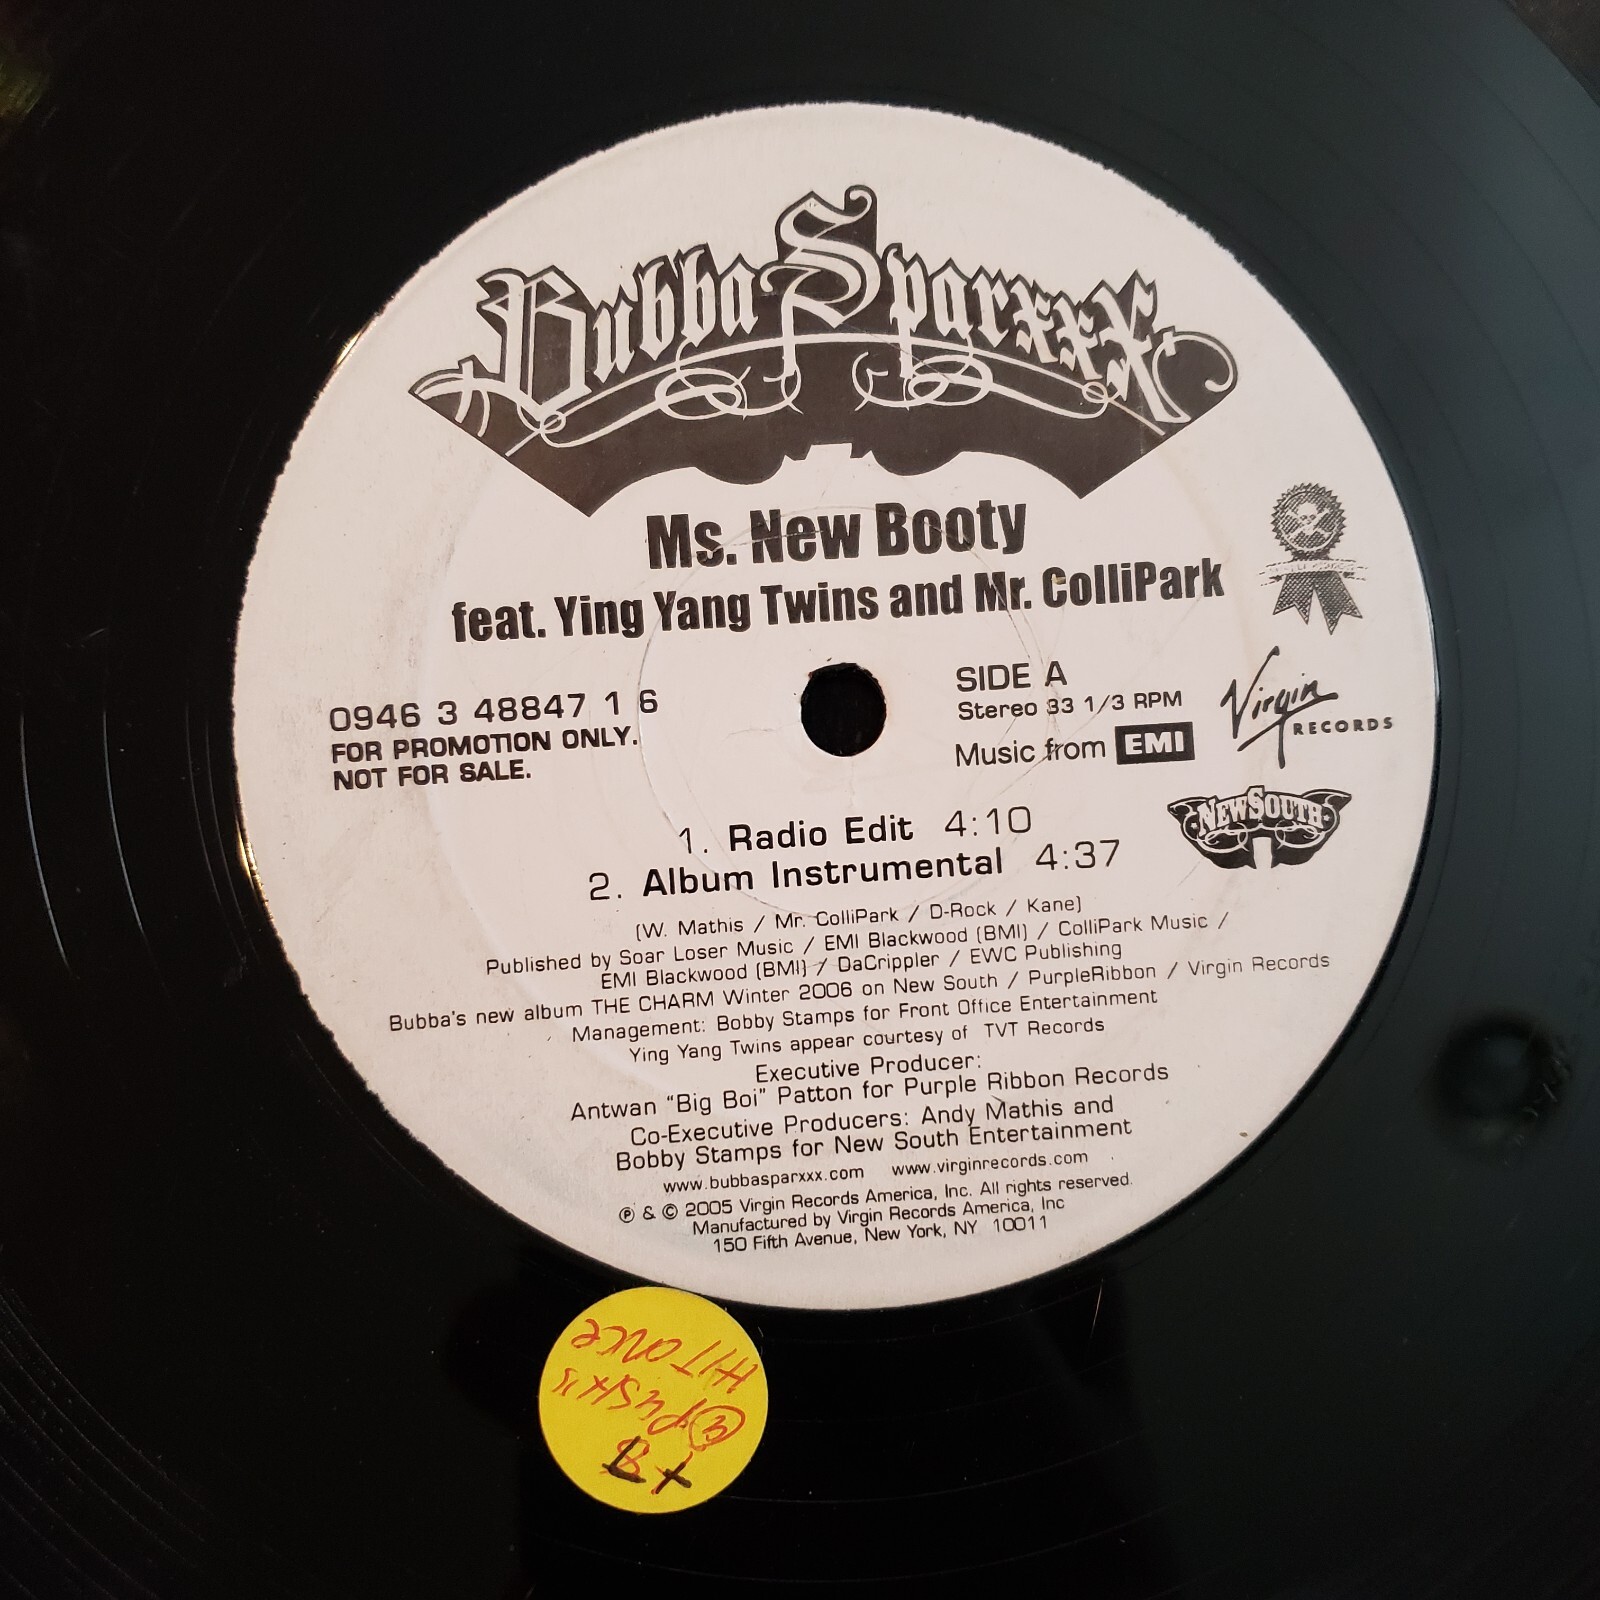 Bubba Sparxxx
Ms. New Booty
feat. Ying Yang Twins and Mr. ColliPark
0946 3 48847 1 6
FOR PROMOTION ONLY.
NOT FOR SALE.
SIDE A
Stereo 33 1/3 RPM
Music from EMI
Virgin
RECORDS
NEW SOUTH
1. Radio Edit 4:10
2. Album Instrumental 4:37
(W. Mathis / Mr. ColliPark / D-Rock / Kane)
Published by Soar Loser Music / EMI Blackwood (BMI) / ColliPark Music /
EMI Blackwood (BMI) / DaCrippler / EWC Publishing
Bubba's new album THE CHARM Winter 2006 on New South / PurpleRibbon / Virgin Records
Management: Bobby Stamps for Front Office Entertainment
Ying Yang Twins appear courtesy of TVT Records
Executive Producer:
Antwan "Big Boi" Patton for Purple Ribbon Records
Co-Executive Producers: Andy Mathis and
Bobby Stamps for New South Entertainment
www.bubbasparxxx.com www.virginrecords.com
℗ & © 2005 Virgin Records America, Inc. All rights reserved.
Manufactured by Virgin Records America, Inc
150 Fifth Avenue, New York, NY 10011
HIT ONCE